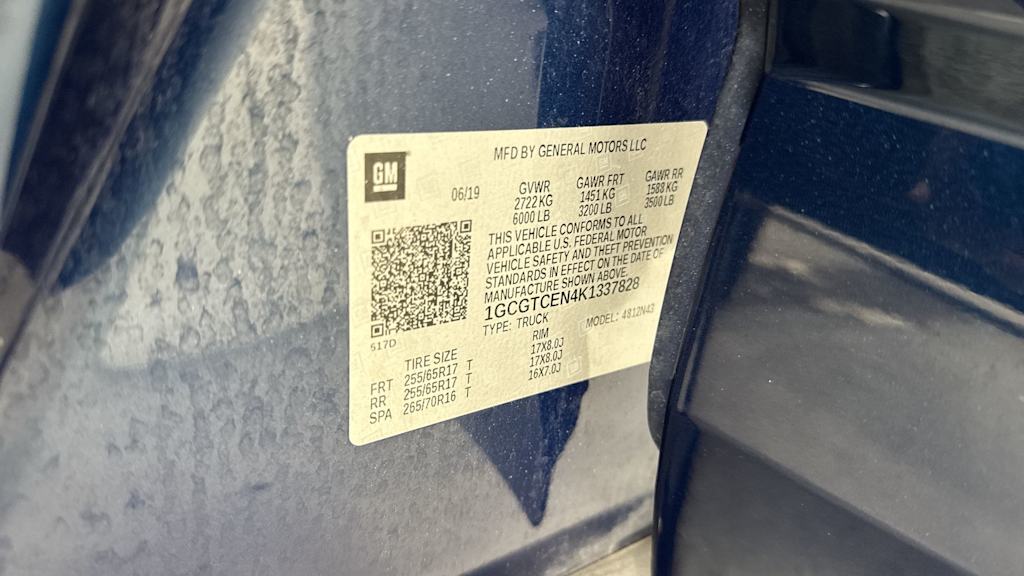 GM
MFD BY GENERAL MOTORS LLC
06/19
GVWR GAWR FRT GAWR RR
2722 KG 1451 KG 1588 KG
6000 LB 3200 LB 3500 LB
THIS VEHICLE CONFORMS TO ALL
APPLICABLE U.S. FEDERAL MOTOR
VEHICLE SAFETY AND THEFT PREVENTION
STANDARDS IN EFFECT ON THE DATE OF
MANUFACTURE SHOWN ABOVE.
1GCGTCEN4K1337828
TYPE: TRUCK MODEL: 4812N43
517D
TIRE SIZE RIM
FRT 255/65R17 T 17X8.0J
RR 255/65R17 T 17X8.0J
SPA 265/70R16 T 16X7.0J